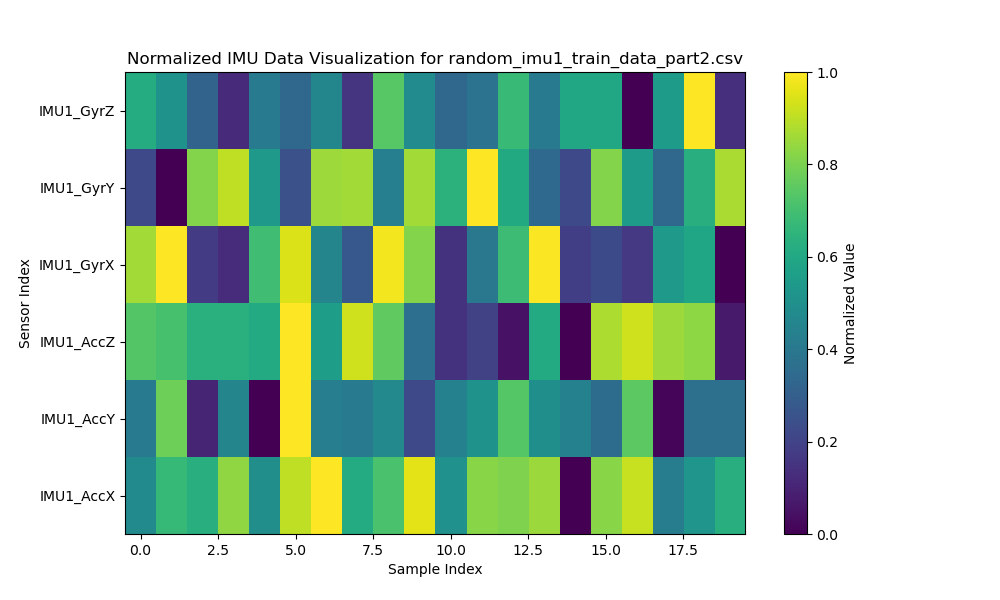 Normalized IMU Data Visualization for random_imu1_train_data_part2.csv
IMU1_GyrZ
IMU1_GyrY
IMU1_GyrX
IMU1_AccZ
IMU1_AccY
IMU1_AccX
Sensor Index
0.0
2.5
5.0
7.5
10.0
12.5
15.0
17.5
Sample Index
1.0
0.8
0.6
0.4
0.2
0.0
Normalized Value